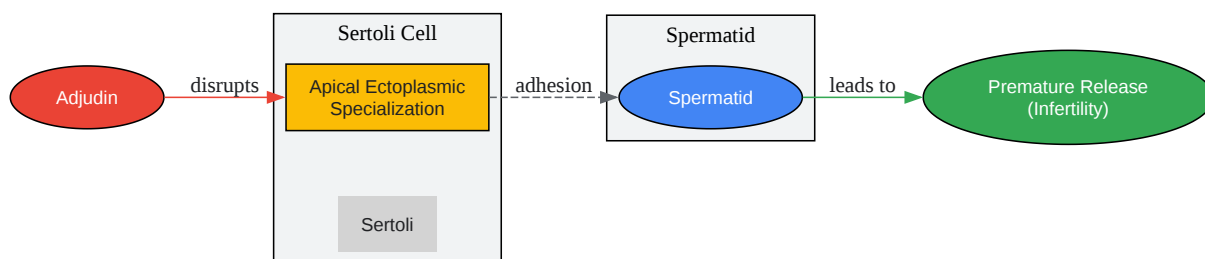 Sertoli Cell
Spermatid
Adjudin
disrupts
Apical Ectoplasmic
Specialization
adhesion
Spermatid
leads to
Premature Release
(Infertility)
Sertoli